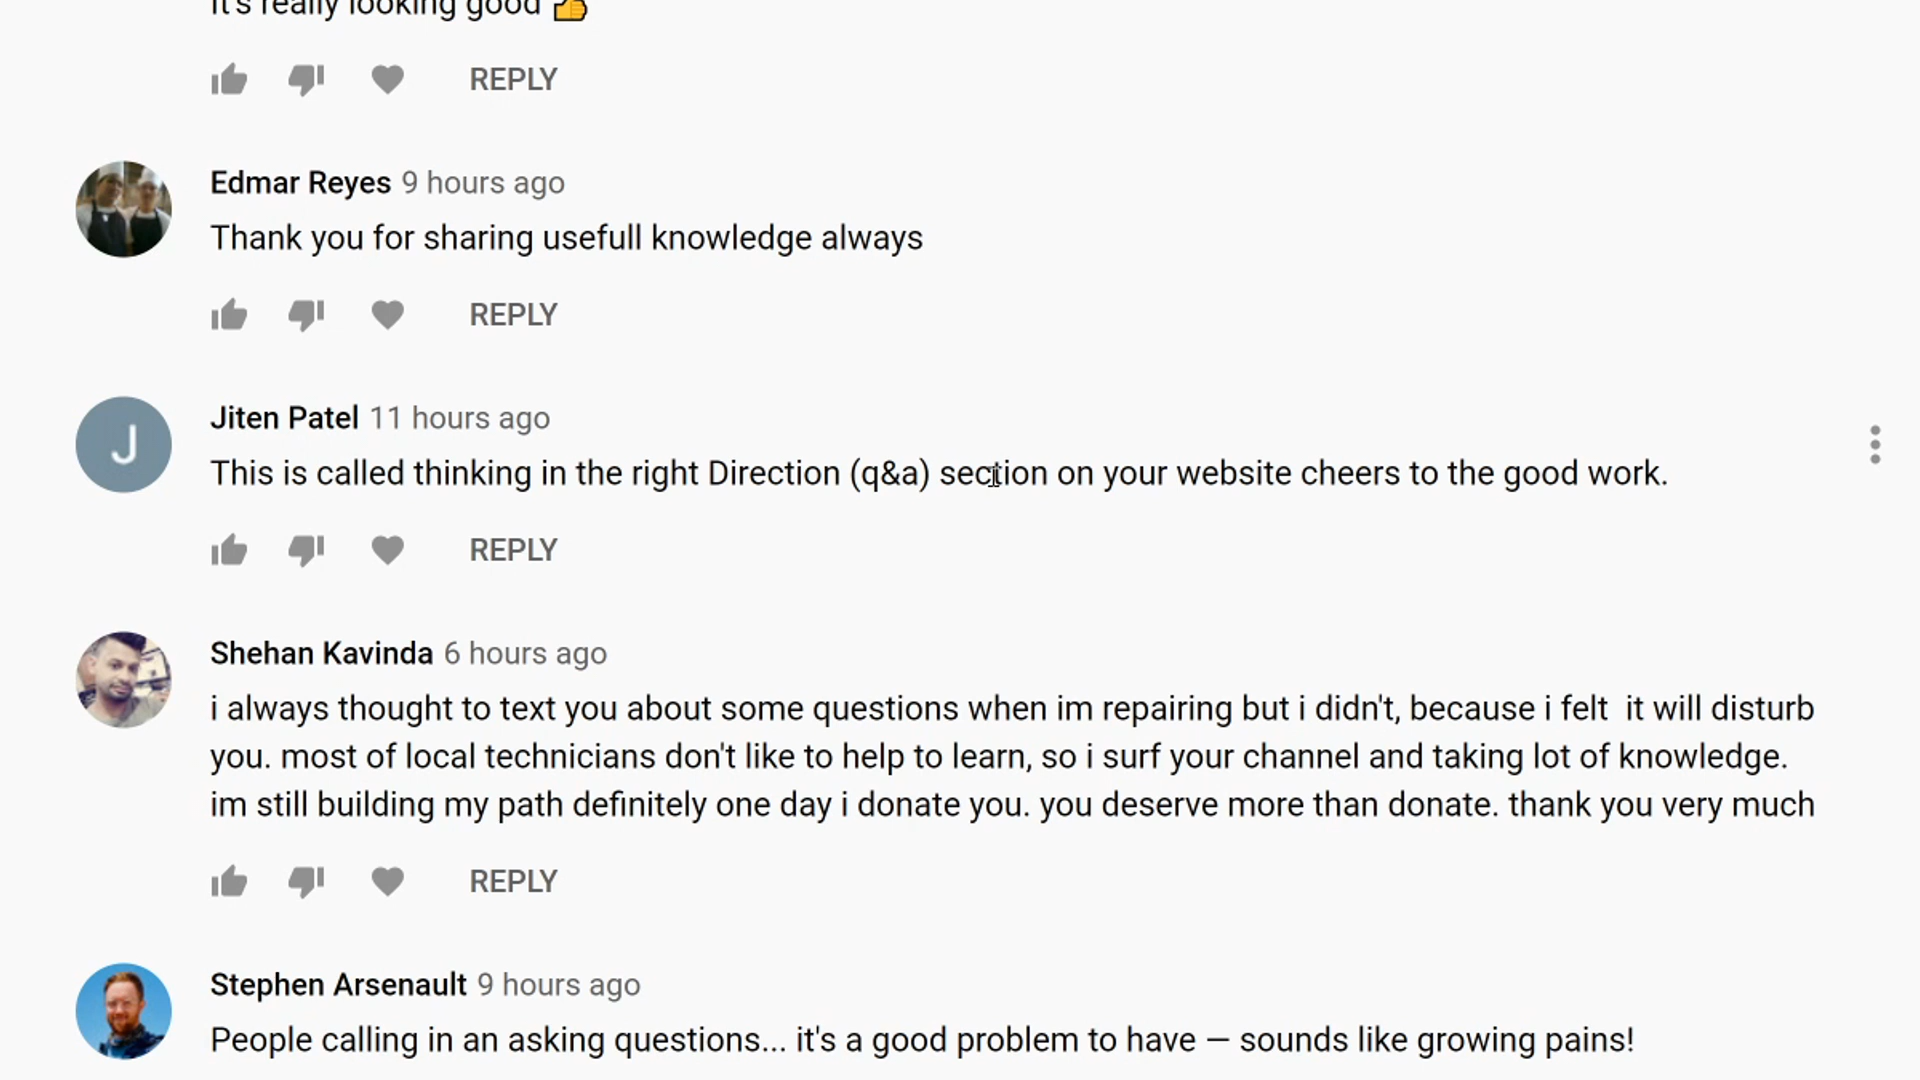 It's really looking good 👍
REPLY
Edmar Reyes 9 hours ago
Thank you for sharing usefull knowledge always
REPLY
J
Jiten Patel 11 hours ago
This is called thinking in the right Direction (q&a) section on your website cheers to the good work.
REPLY
Shehan Kavinda 6 hours ago
i always thought to text you about some questions when im repairing but i didn't, because i felt  it will disturb
you. most of local technicians don't like to help to learn, so i surf your channel and taking lot of knowledge.
im still building my path definitely one day i donate you. you deserve more than donate. thank you very much
REPLY
Stephen Arsenault 9 hours ago
People calling in an asking questions... it's a good problem to have — sounds like growing pains!